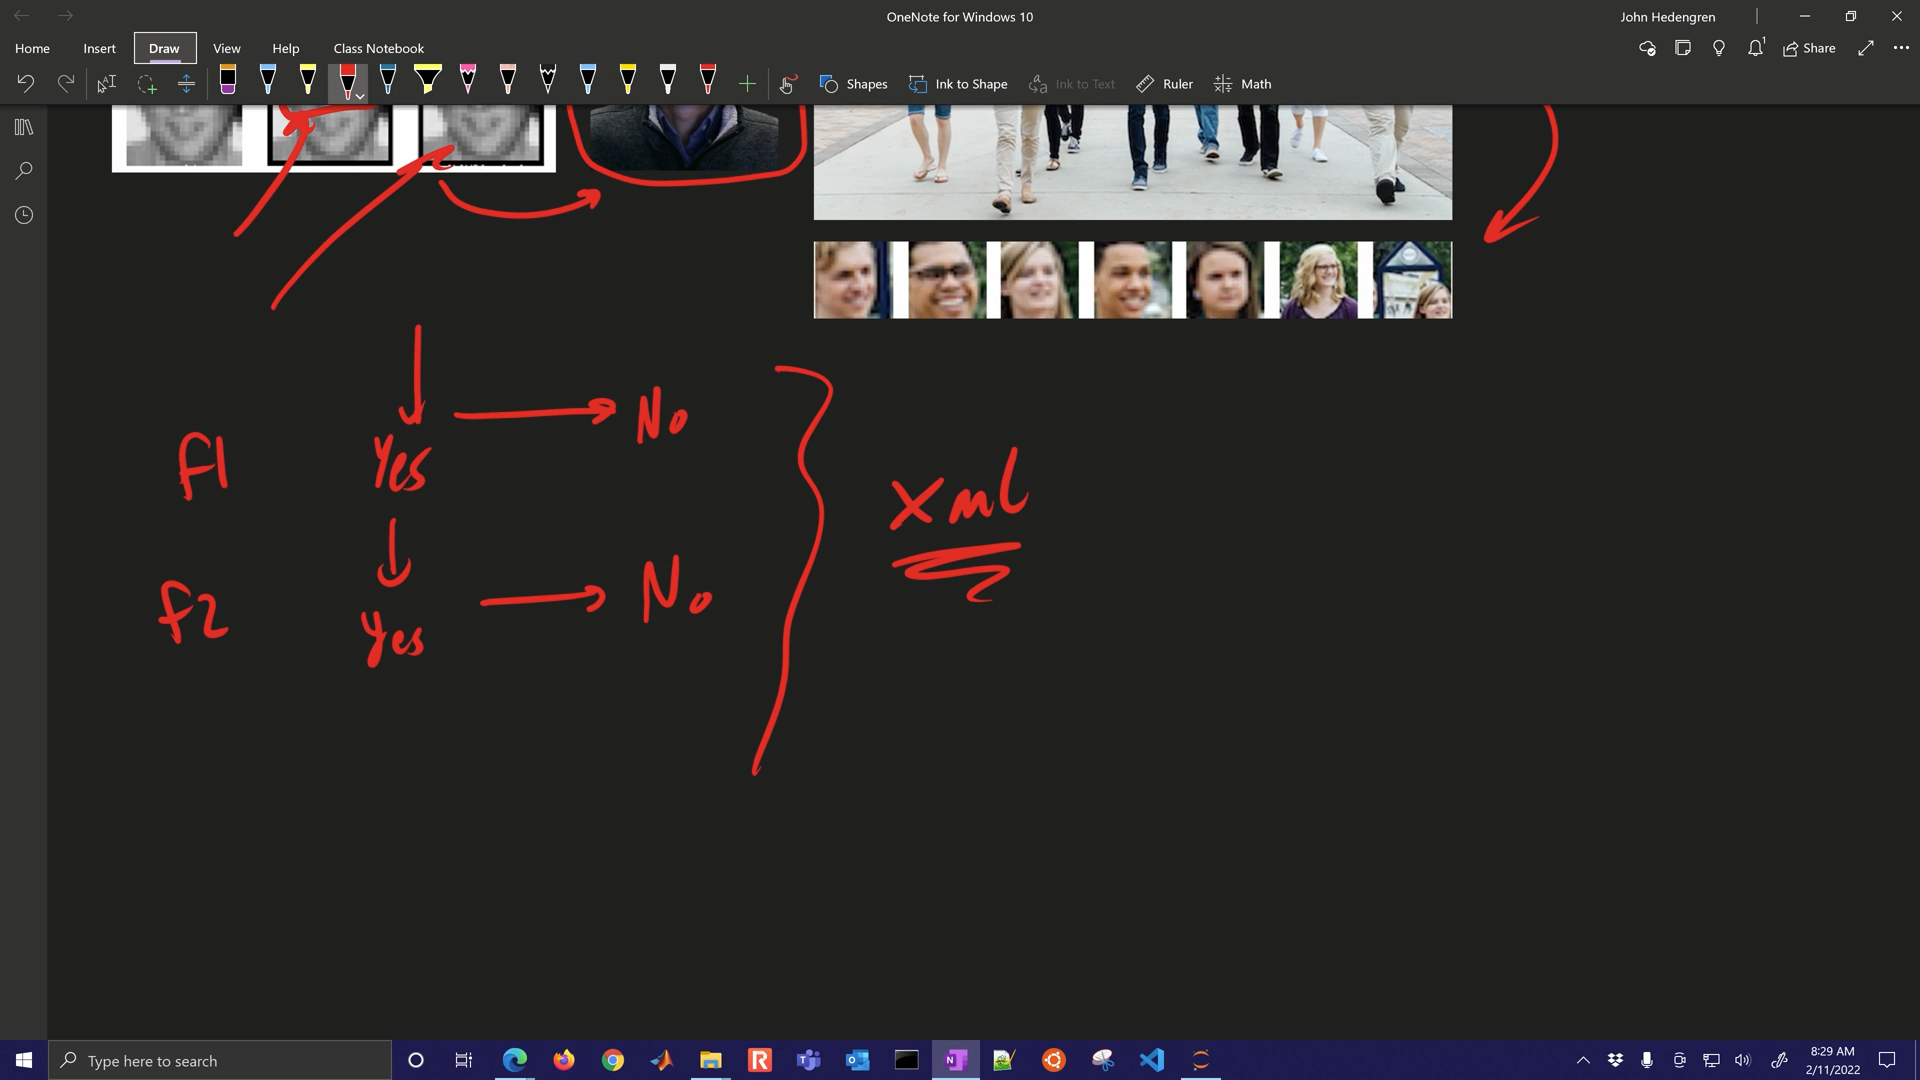 OneNote for Windows 10
John Hedengren
Home Insert Draw View Help Class Notebook
1 Share
Shapes Ink to Shape Ink to Text Ruler Math
No
F1 Yes
xml
No
F2 Yes
Type here to search
8:29 AM
2/11/2022